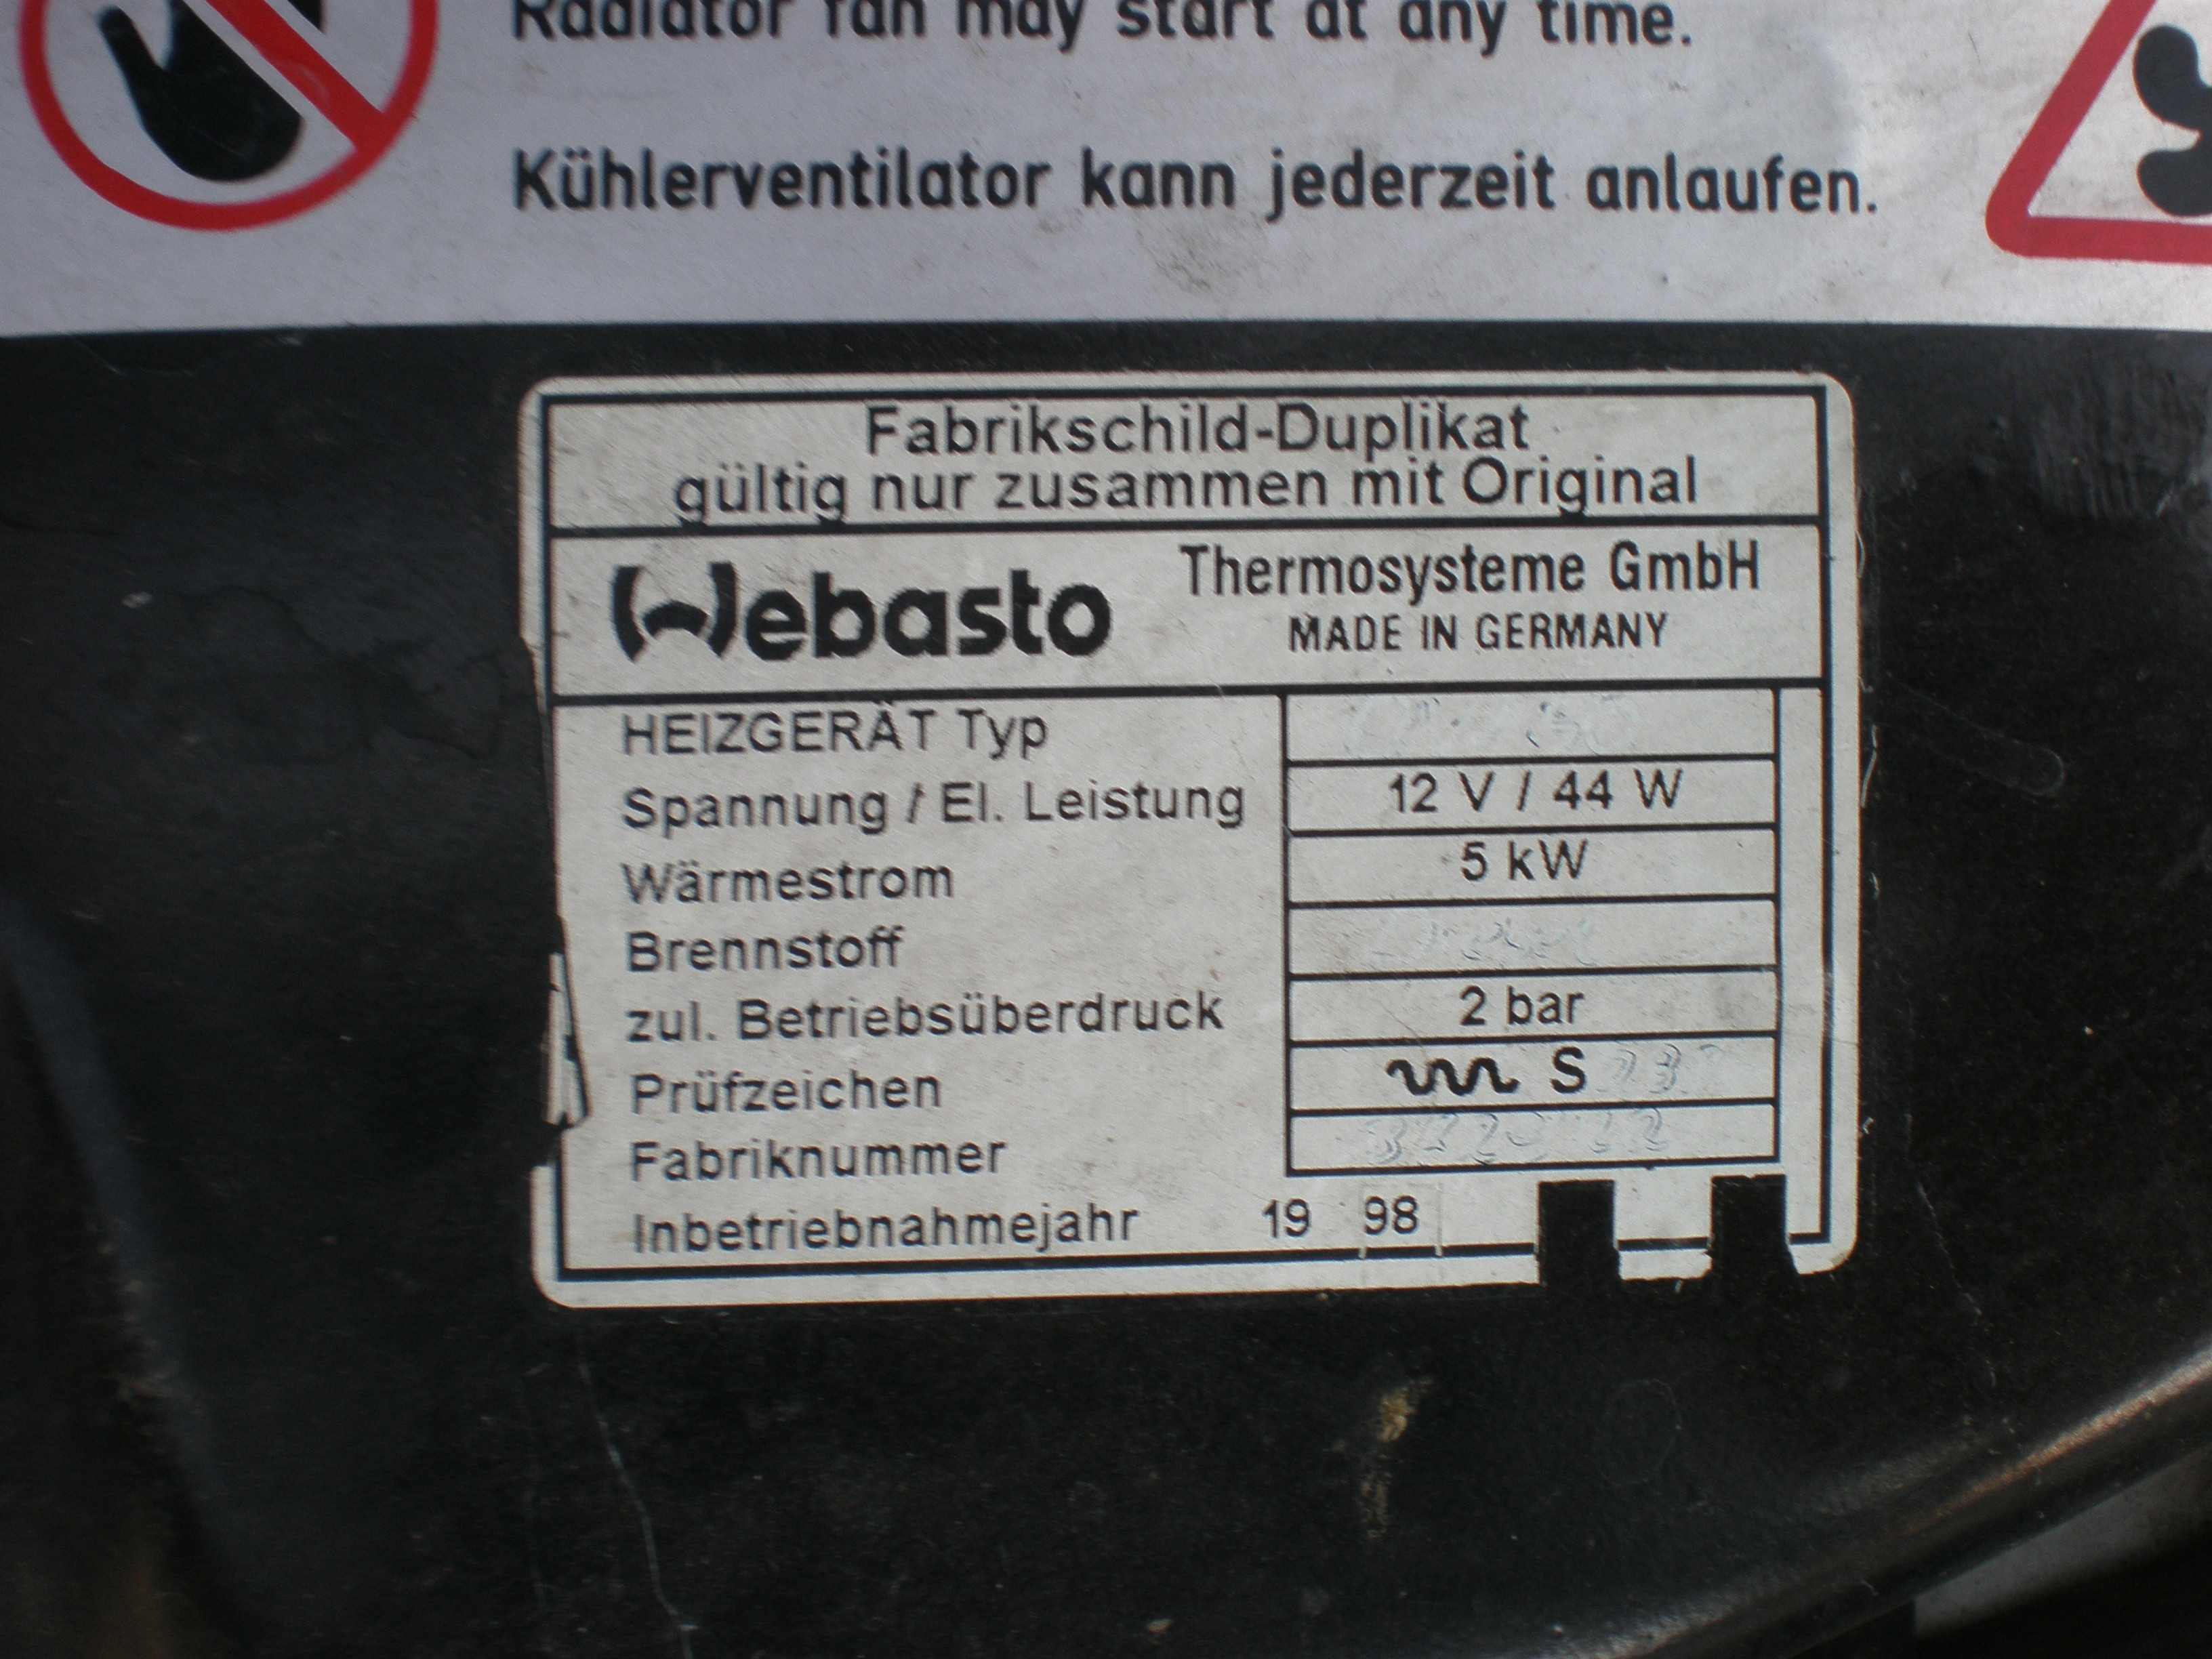 Radiator fan may start at any time.
Kühlerventilator kann jederzeit anlaufen.
Fabrikschild-Duplikat
gültig nur zusammen mit Original
Webasto
Thermosysteme GmbH
MADE IN GERMANY
HEIZGERÄT Typ
Spannung / El. Leistung 12 V / 44 W
Wärmestrom 5 kW
Brennstoff
zul. Betriebsüberdruck 2 bar
Prüfzeichen S
Fabriknummer
Inbetriebnahmejahr 19 98